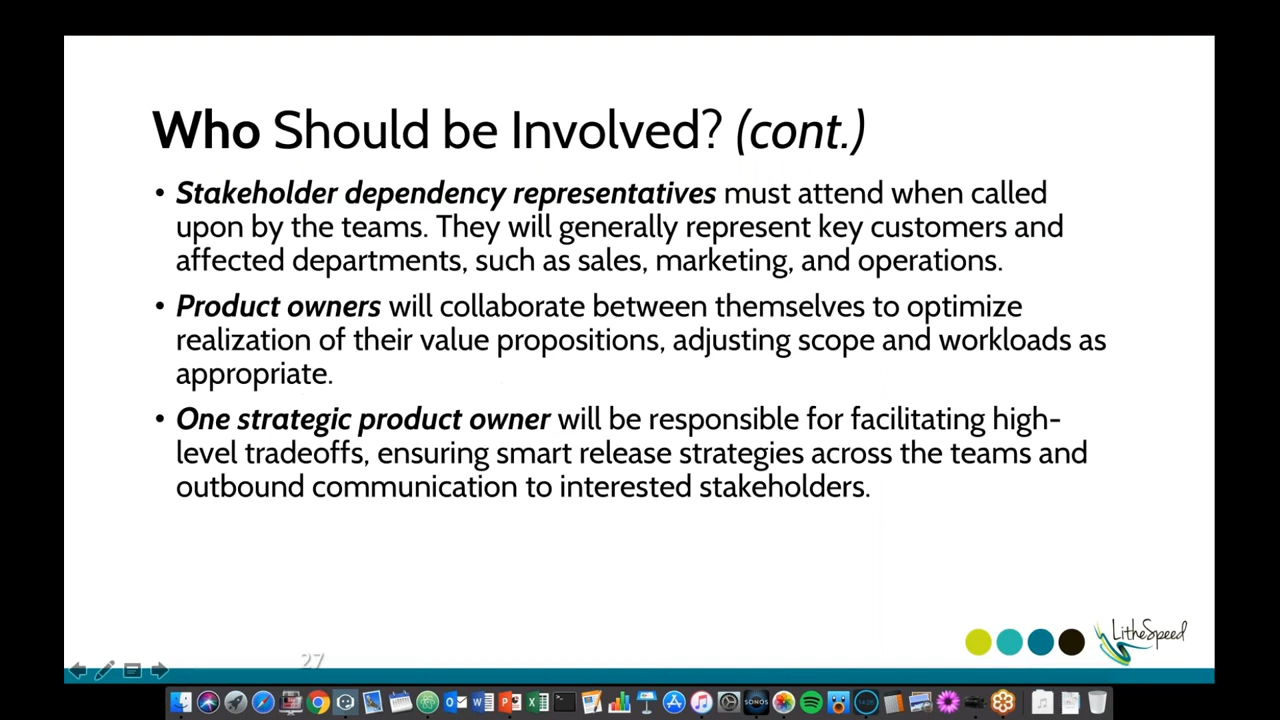 Who Should be Involved? (cont.)
• Stakeholder dependency representatives must attend when called
upon by the teams. They will generally represent key customers and
affected departments, such as sales, marketing, and operations.
• Product owners will collaborate between themselves to optimize
realization of their value propositions, adjusting scope and workloads as
appropriate.
• One strategic product owner will be responsible for facilitating high-
level tradeoffs, ensuring smart release strategies across the teams and
outbound communication to interested stakeholders.
LitheSpeed
27
SONOS